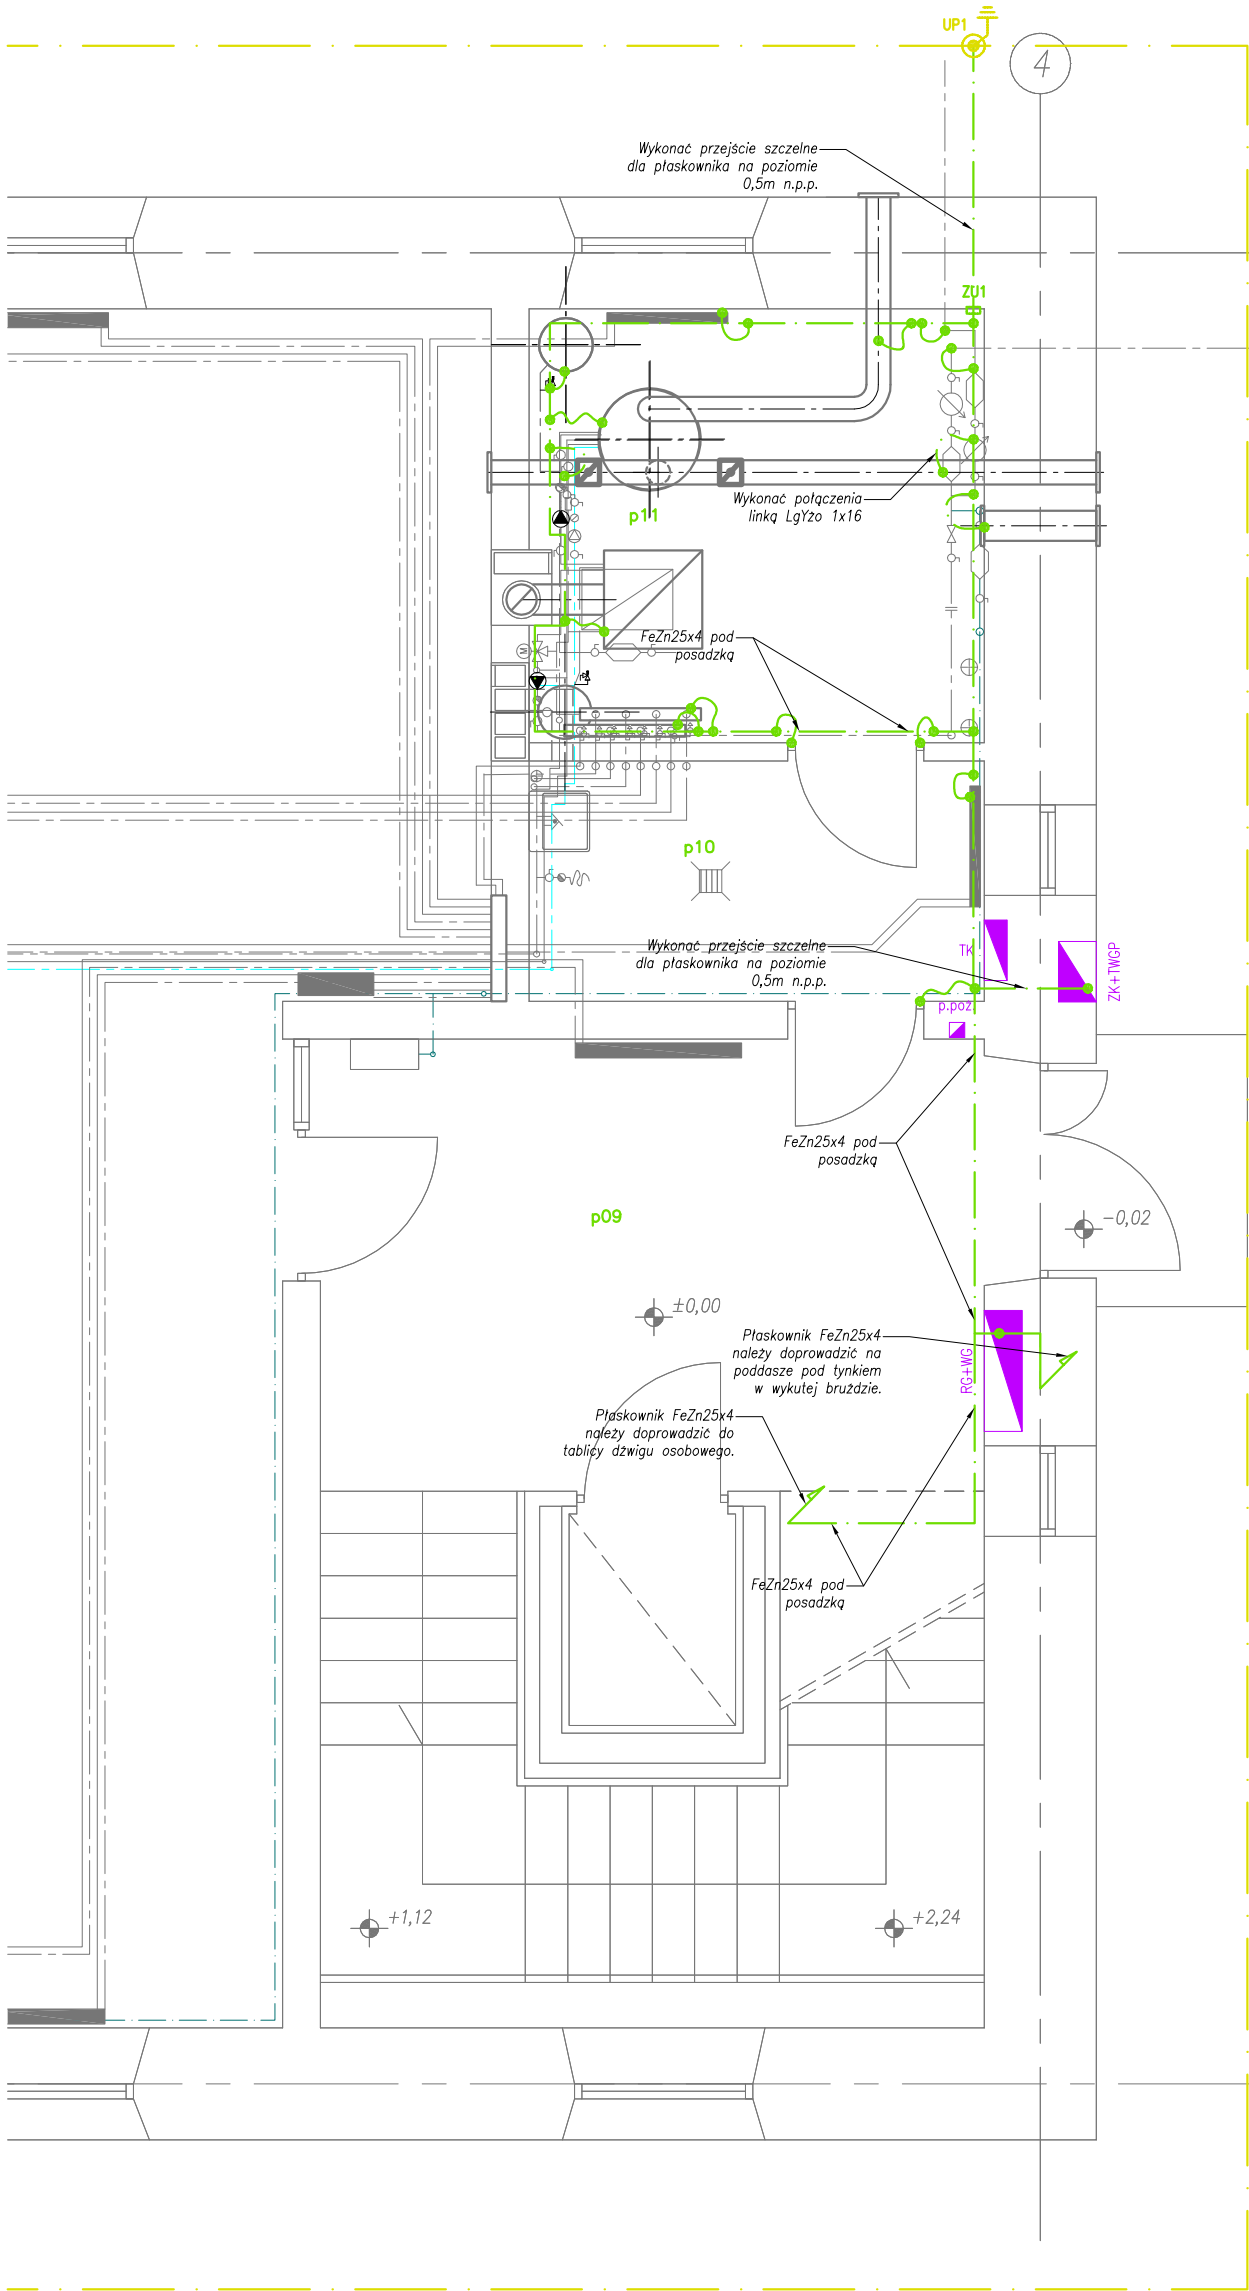 UP1
4
Wykonać przejście szczelne
dla płaskownika na poziomie
0,5m n.p.p.
ZU1
Wykonać połączenia
linką LgYżo 1x16
p11
FeZn25x4 pod
posadzką
M
p10
Wykonać przejście szczelne
dla płaskownika na poziomie
0,5m n.p.p.
TK
ZK+TWGP
p.poż.
FeZn25x4 pod
posadzką
p09
-0,02
±0,00
Płaskownik FeZn25x4
należy doprowadzić na
poddasze pod tynkiem
w wykutej bruździe.
RG+WG
Płaskownik FeZn25x4
należy doprowadzić do
tablicy dźwigu osobowego.
FeZn25x4 pod
posadzką
+1,12
+2,24